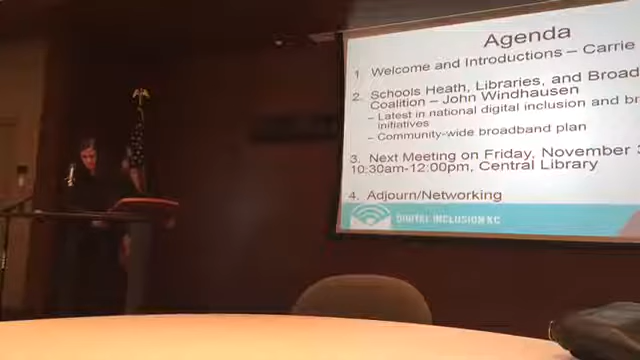 Agenda
1. Welcome and Introductions – Carrie
2. Schools Heath, Libraries, and Broad
Coalition – John Windhausen
– Latest in national digital inclusion and br
initiatives
– Community-wide broadband plan
3. Next Meeting on Friday, November 3
10:30am-12:00pm, Central Library
4. Adjourn/Networking
DIGITAL INCLUSION KC